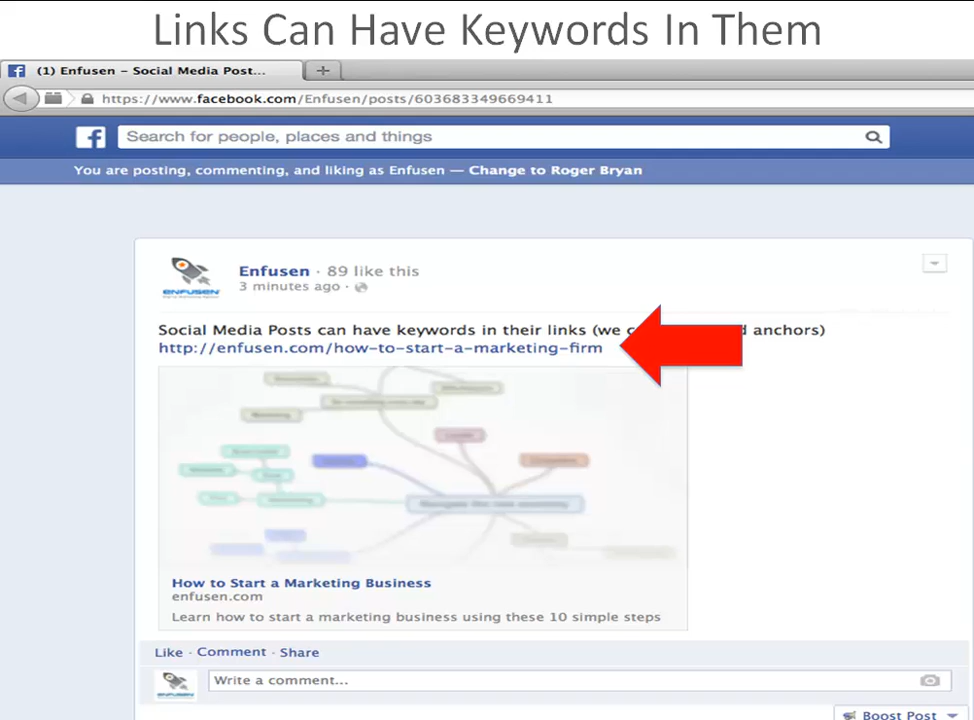 Links Can Have Keywords In Them
(1) Enfusen – Social Media Post...
https://www.facebook.com/Enfusen/posts/603683349669411
Search for people, places and things
You are posting, commenting, and liking as Enfusen — Change to Roger Bryan
Enfusen · 89 like this
3 minutes ago ·
ENFUSEN
Social Media Posts can have keywords in their links (we anchors)
http://enfusen.com/how-to-start-a-marketing-firm
How to Start a Marketing Business
enfusen.com
Learn how to start a marketing business using these 10 simple steps
Like · Comment · Share
Write a comment...
ENFUSEN
Boost Post